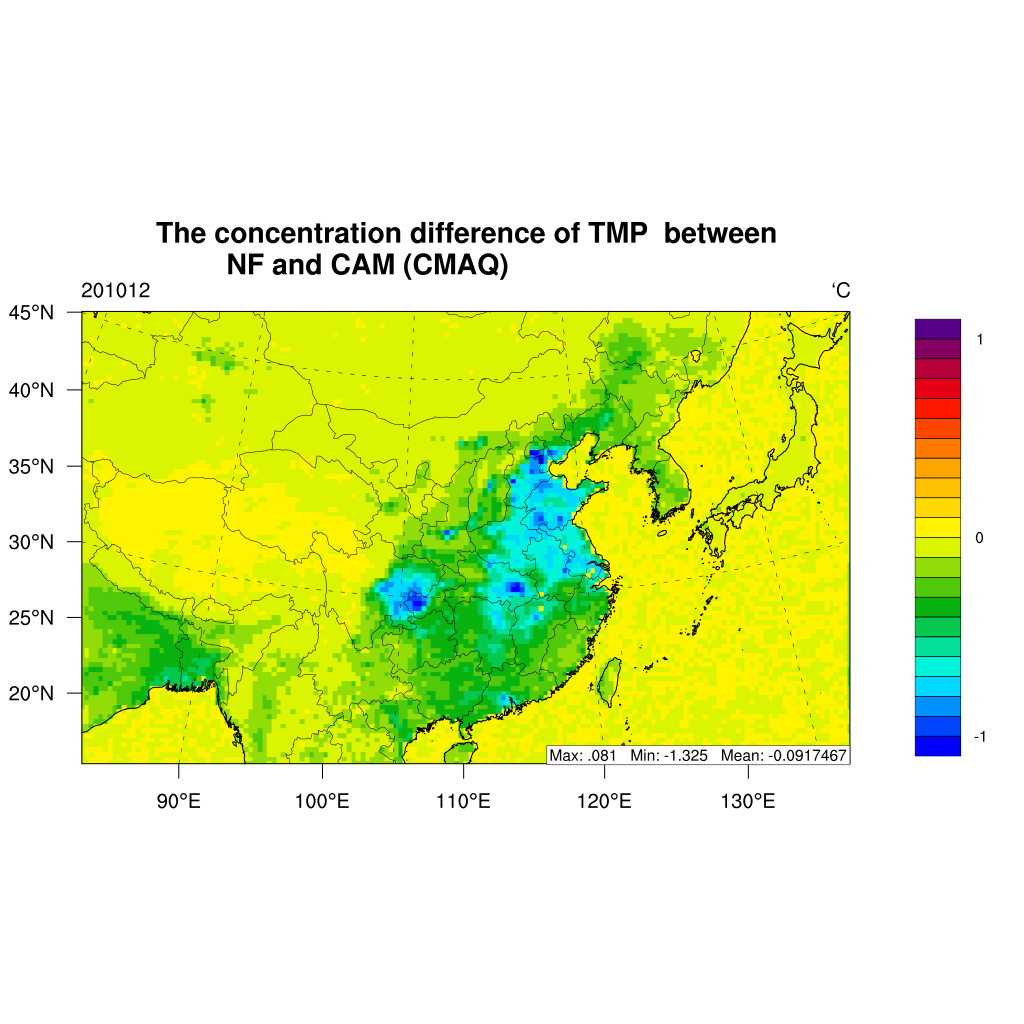 The concentration difference of TMP  between
NF and CAM (CMAQ)
201012 ‘C
45°N
40°N
35°N
30°N
25°N
20°N
90°E 100°E 110°E 120°E 130°E
Max: .081 Min: -1.325 Mean: -0.0917467
1
0
-1